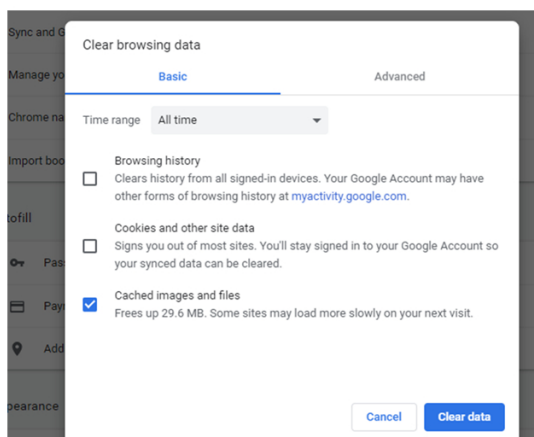 Sync and G
Clear browsing data
Manage yo
Basic
Advanced
Chrome na
Time range
All time
Import boo
Browsing history
Clears history from all signed-in devices. Your Google Account may have
other forms of browsing history at myactivity.google.com.
tofill
Cookies and other site data
Signs you out of most sites. You'll stay signed in to your Google Account so
your synced data can be cleared.
Pas
Cached images and files
Frees up 29.6 MB. Some sites may load more slowly on your next visit.
Payı
Add
pearance
Cancel
Clear data